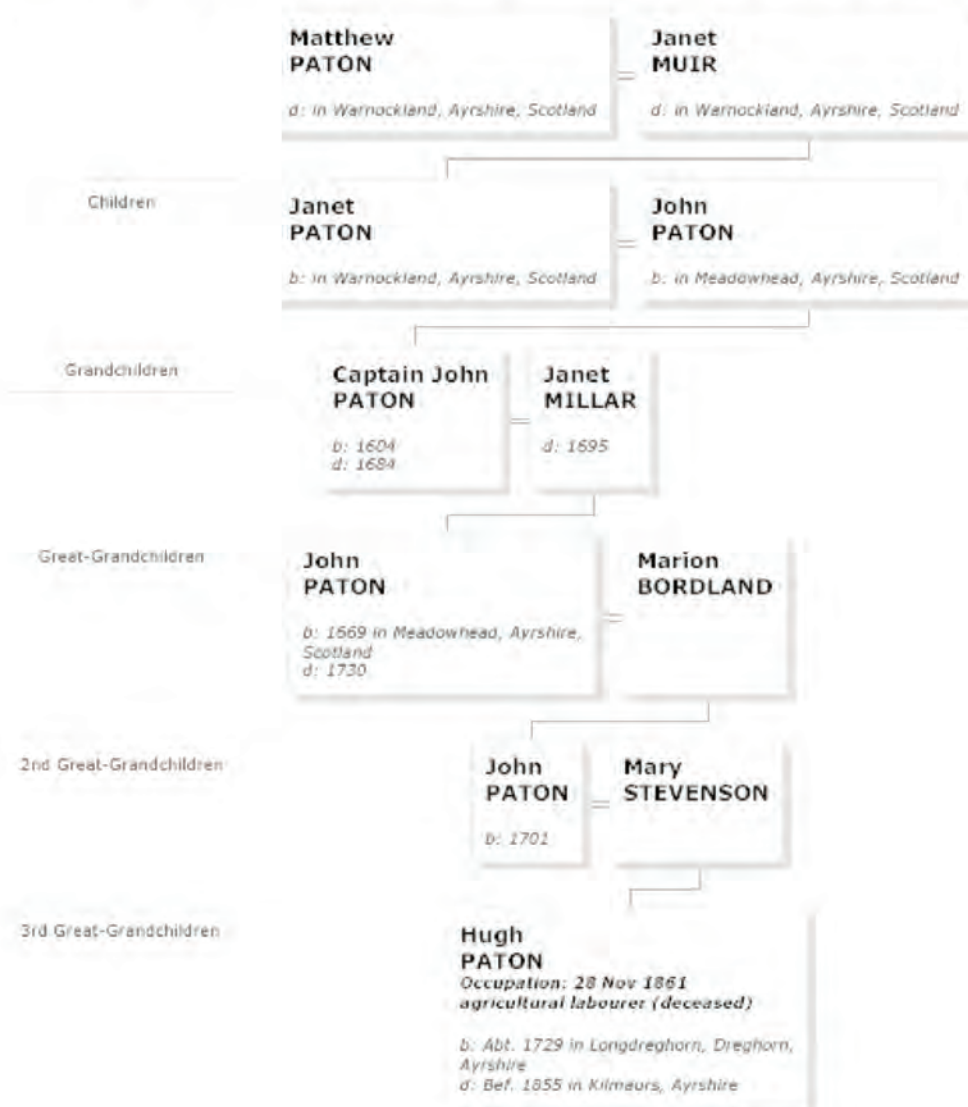 Matthew
PATON
d: in Warnockland, Ayrshire, Scotland
Janet
MUIR
d: in Warnockland, Ayrshire, Scotland
Children
Janet
PATON
b: in Warnockland, Ayrshire, Scotland
John
PATON
b: in Meadowhead, Ayrshire, Scotland
Grandchildren
Captain John
PATON
b: 1604
d: 1684
Janet
MILLAR
d: 1695
Great-Grandchildren
John
PATON
b: 1669 in Meadowhead, Ayrshire,
Scotland
d: 1730
Marion
BORDLAND
2nd Great-Grandchildren
John
PATON
b: 1701
Mary
STEVENSON
3rd Great-Grandchildren
Hugh
PATON
Occupation: 28 Nov 1861
agricultural labourer (deceased)
b: Abt. 1729 in Longdreghorn, Dreghorn,
Ayrshire
d: Bef. 1855 in Kilmaurs, Ayrshire